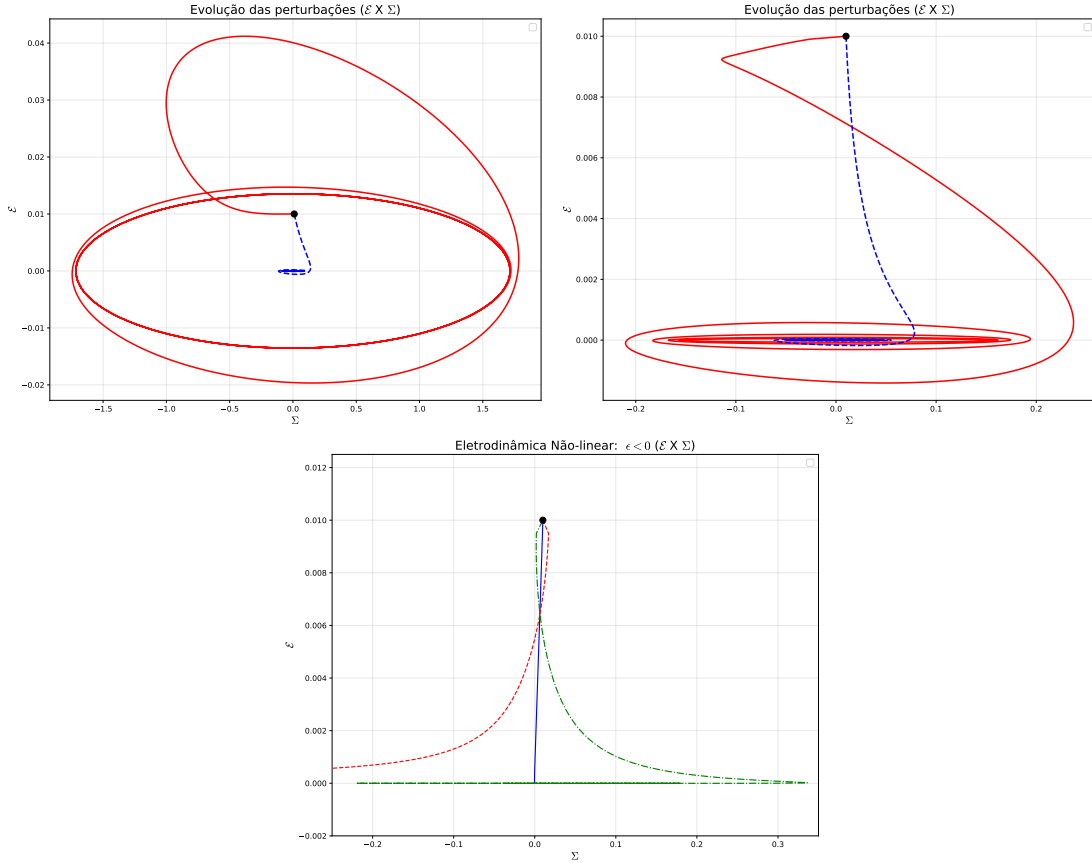 Evolução das perturbações (ℰ X Σ)
0.04
0.03
0.02
0.01
0.00
−0.01
−0.02
ℰ
−1.5 −1.0 −0.5 0.0 0.5 1.0 1.5
Σ
Evolução das perturbações (ℰ X Σ)
0.010
0.008
0.006
0.004
0.002
0.000
ℰ
−0.2 −0.1 0.0 0.1 0.2
Σ
Eletrodinâmica Não-linear: ϵ < 0 (ℰ X Σ)
0.012
0.010
0.008
0.006
0.004
0.002
0.000
−0.002
ℰ
−0.2 −0.1 0.0 0.1 0.2 0.3
Σ